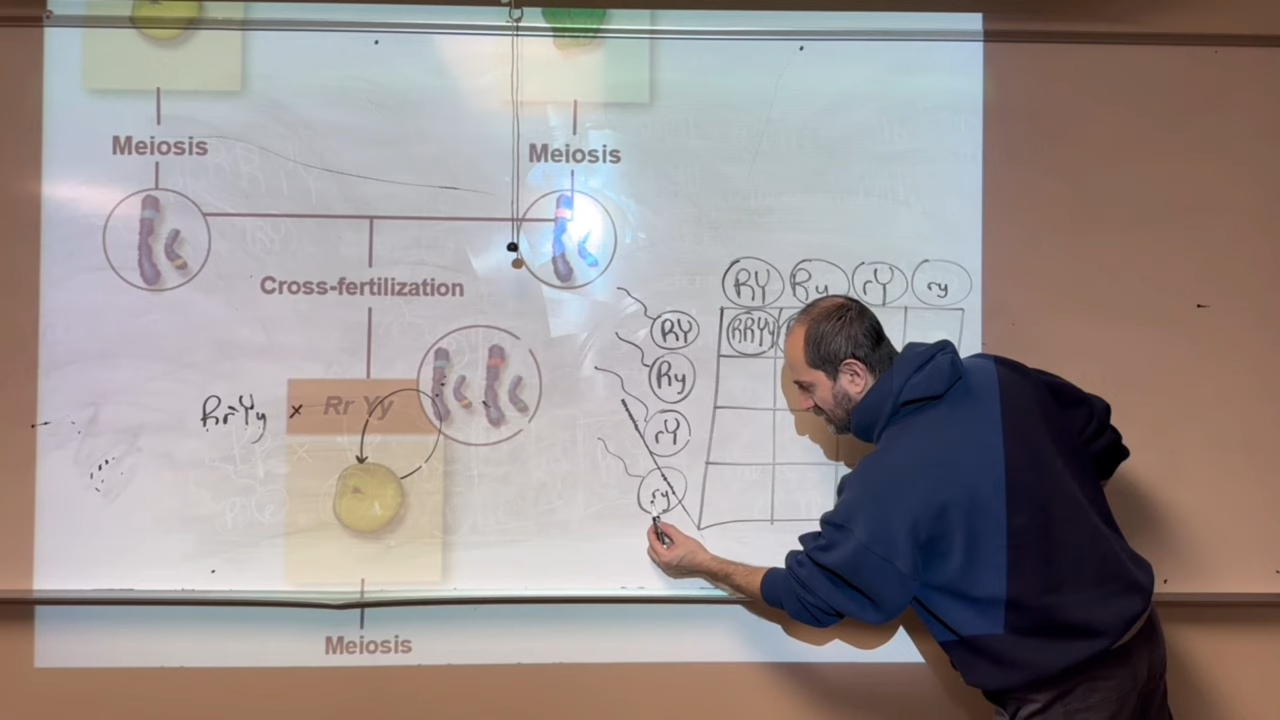 Meiosis
Meiosis
Cross-fertilization
RrYy x Rr Yy
RY Ry rY ry
RY
Ry
rY
ry
RRYY
Meiosis